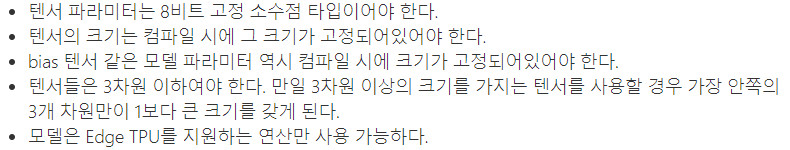 • 텐서 파라미터는 8비트 고정 소수점 타입이어야 한다.
• 텐서의 크기는 컴파일 시에 그 크기가 고정되어있어야 한다.
• bias 텐서 같은 모델 파라미터 역시 컴파일 시에 크기가 고정되어있어야 한다.
• 텐서들은 3차원 이하여야 한다. 만일 3차원 이상의 크기를 가지는 텐서를 사용할 경우 가장 안쪽의
3개 차원만이 1보다 큰 크기를 갖게 된다.
• 모델은 Edge TPU를 지원하는 연산만 사용 가능하다.